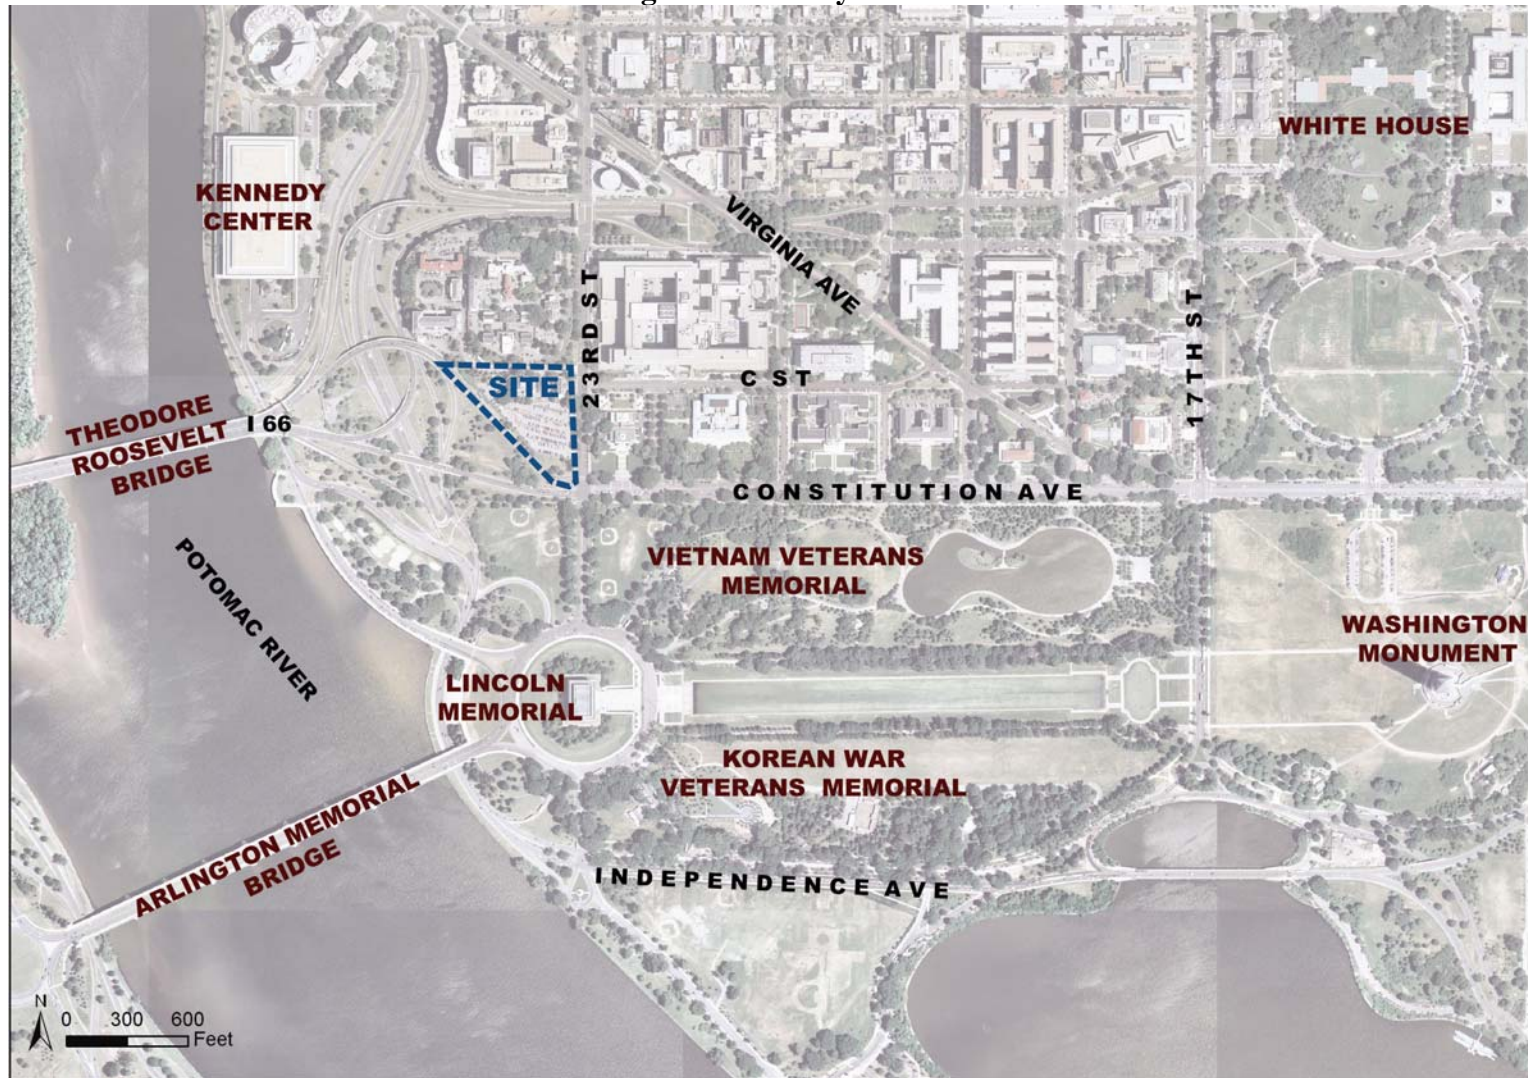 WHITE HOUSE
KENNEDY
CENTER
VIRGINIA AVE
23RD ST
17TH ST
SITE
C ST
THEODORE
ROOSEVELT
BRIDGE
I 66
CONSTITUTION AVE
POTOMAC RIVER
VIETNAM VETERANS
MEMORIAL
WASHINGTON
MONUMENT
LINCOLN
MEMORIAL
KOREAN WAR
VETERANS MEMORIAL
ARLINGTON MEMORIAL
BRIDGE
INDEPENDENCE AVE
N
0 300 600
Feet